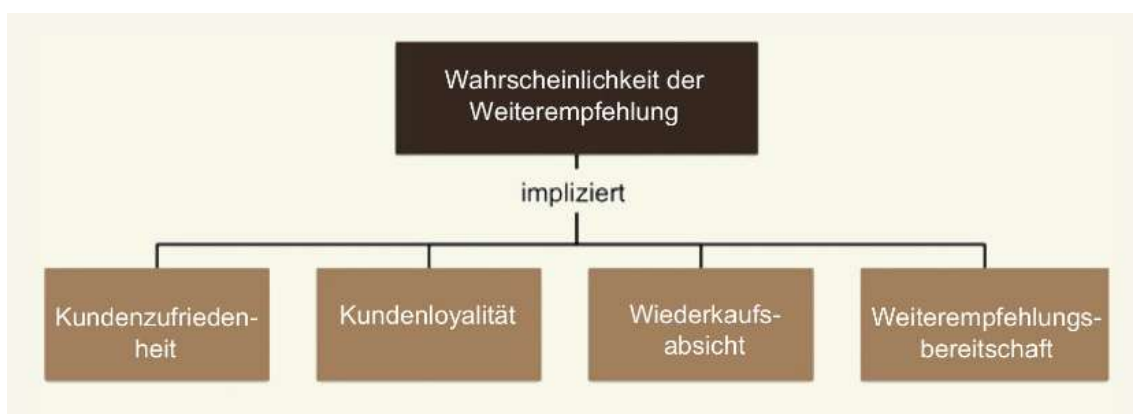 Wahrscheinlichkeit der
Weiterempfehlung
impliziert
Kundenzufrieden-
heit
Kundenloyalität
Wiederkaufs-
absicht
Weiterempfehlungs-
bereitschaft